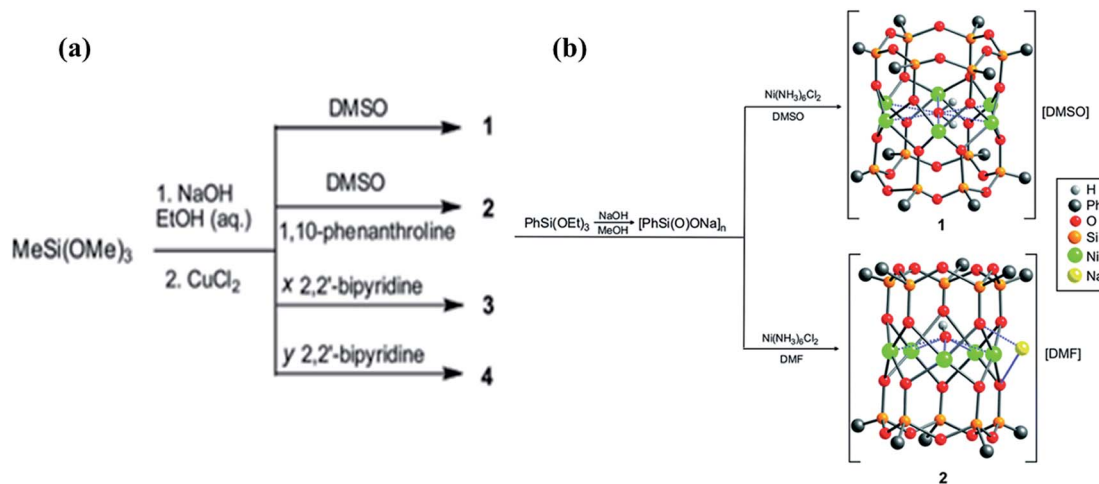 (a)
MeSi(OMe)₃
1. NaOH
EtOH (aq.)
2. CuCl₂
DMSO
1
DMSO
2
1,10-phenanthroline
x 2,2'-bipyridine
3
y 2,2'-bipyridine
4
(b)
PhSi(OEt)₃
NaOH
MeOH
[PhSi(O)ONa]ₙ
Ni(NH₃)₆Cl₂
DMSO
[DMSO]
1
Ni(NH₃)₆Cl₂
DMF
[DMF]
2
H
Ph
O
Si
Ni
Na